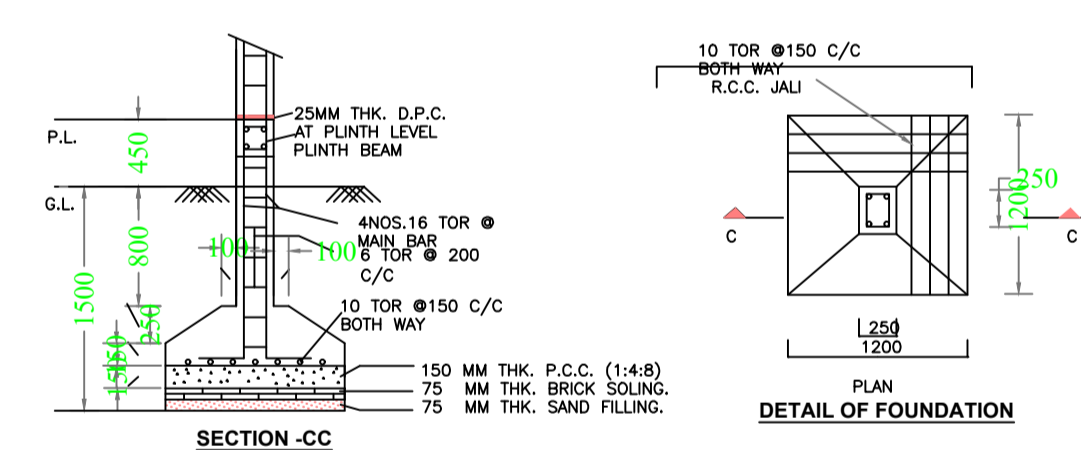 P.L.
450
25MM THK. D.P.C.
AT PLINTH LEVEL
PLINTH BEAM
G.L.
4NOS.16 TOR @
MAIN BAR
6 TOR @ 200
C/C
100
100
800
1500
250
150
150
10 TOR @150 C/C
BOTH WAY
150 MM THK. P.C.C. (1:4:8)
75 MM THK. BRICK SOLING.
75 MM THK. SAND FILLING.
SECTION -CC
10 TOR @150 C/C
BOTH WAY
R.C.C. JALI
250
1200
C
C
250
1200
PLAN
DETAIL OF FOUNDATION